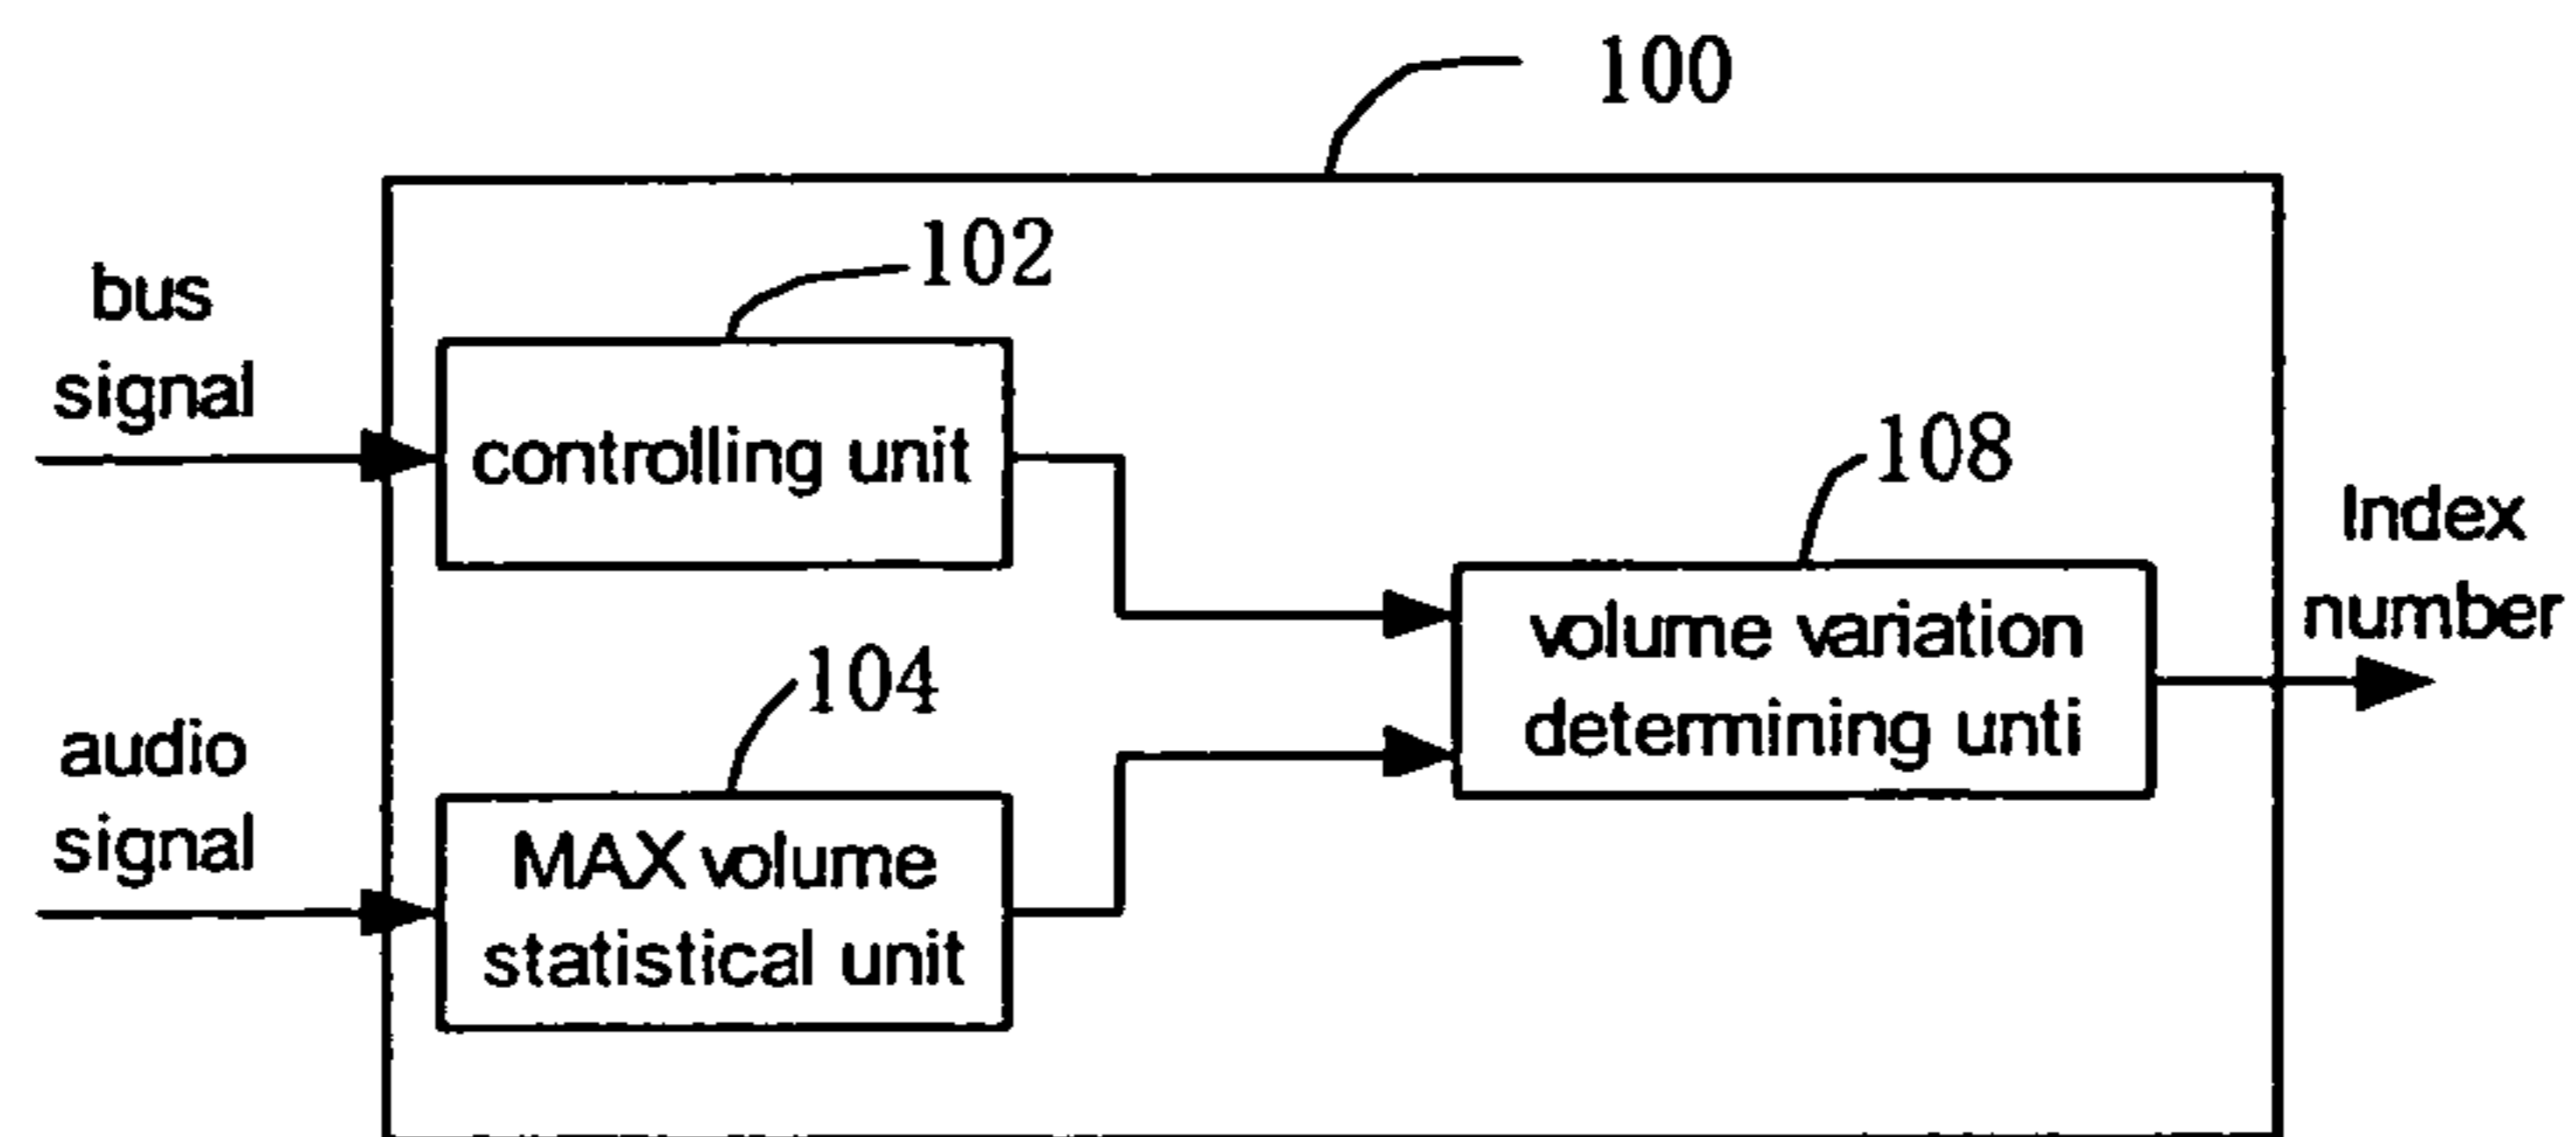 100
102
bus
signal
controlling unit
108
Index
number
volume variation
determining unti
104
audio
signal
MAX volume
statistical unit